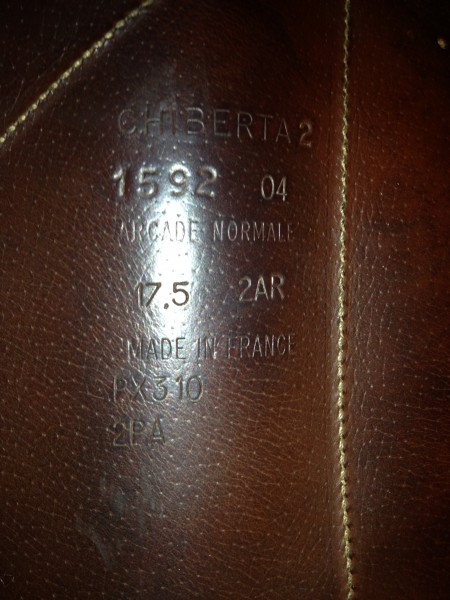 CHIBERTA 2
1592 04
ARCADE NORMALE
17.5 2AR
MADE IN FRANCE
PX310
2PA